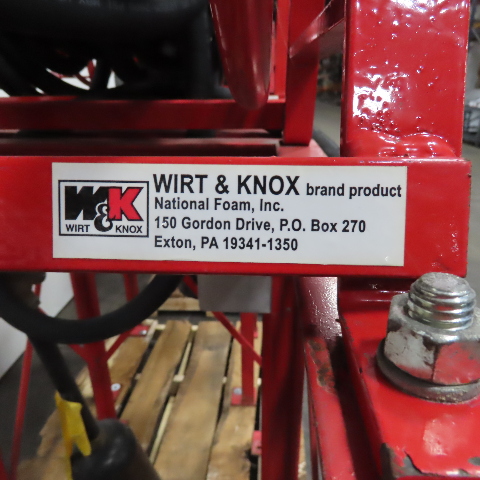 W&K
WIRT & KNOX
WIRT & KNOX brand product
National Foam, Inc.
150 Gordon Drive, P.O. Box 270
Exton, PA 19341-1350